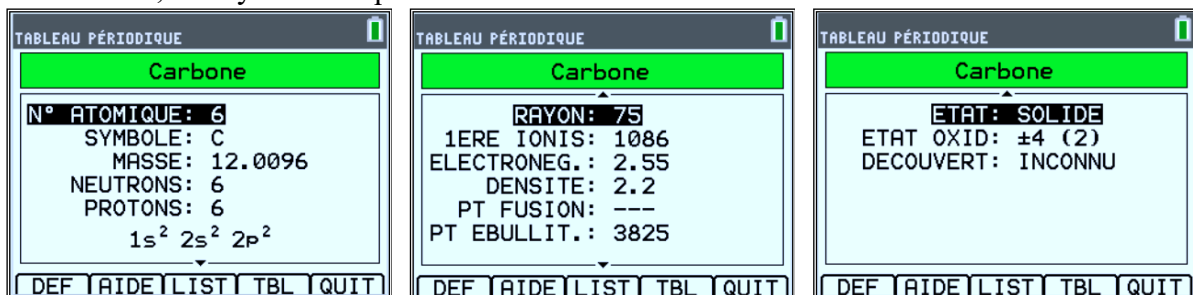 TABLEAU PÉRIODIQUE
Carbone
N° ATOMIQUE: 6
SYMBOLE: C
MASSE: 12.0096
NEUTRONS: 6
PROTONS: 6
1s² 2s² 2p²
DEF AIDE LIST TBL QUIT
TABLEAU PÉRIODIQUE
Carbone
RAYON: 75
1ERE IONIS: 1086
ELECTRONEG.: 2.55
DENSITE: 2.2
PT FUSION: ---
PT EBULLIT.: 3825
DEF AIDE LIST TBL QUIT
TABLEAU PÉRIODIQUE
Carbone
ETAT: SOLIDE
ETAT OXID: ±4 (2)
DECOUVERT: INCONNU
DEF AIDE LIST TBL QUIT